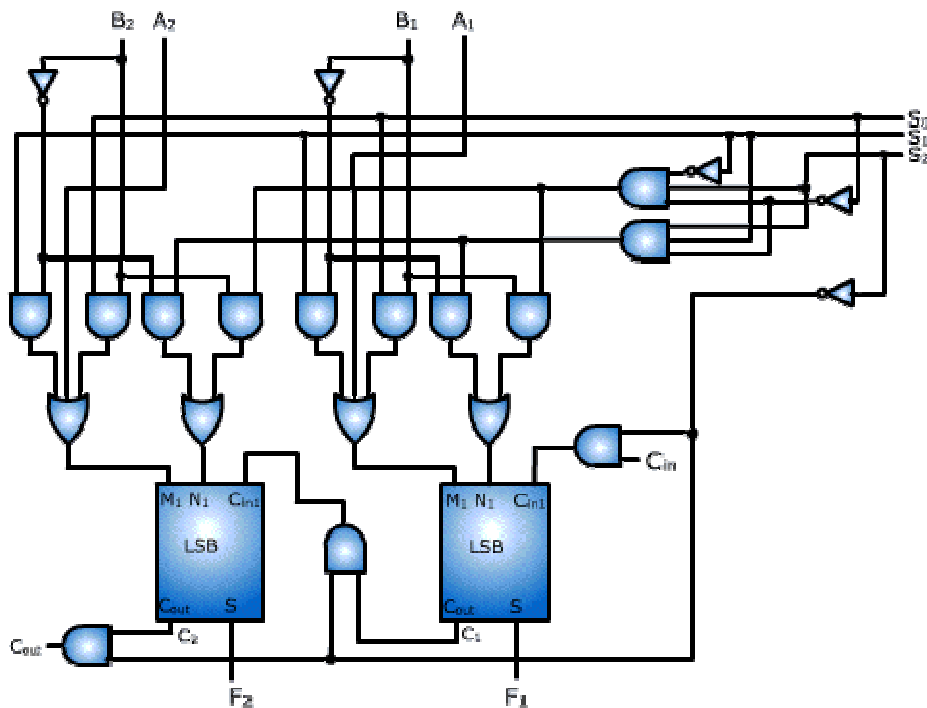 B2 A2 B1 A1
S0
S1
S2
Cin
M1 N1 Cin1 M1 N1 Cin1
LSB LSB
Cout S Cout S
C2 C1
Cout
F2 F1